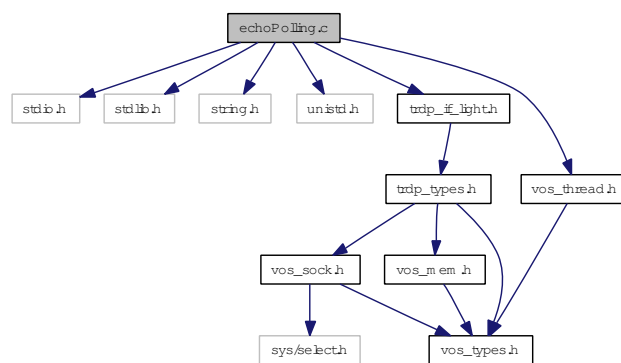 echoPolling.c
stdio.h
stdlib.h
string.h
unistd.h
trdp_if_light.h
trdp_types.h
vos_thread.h
vos_sock.h
vos_mem.h
sys/select.h
vos_types.h